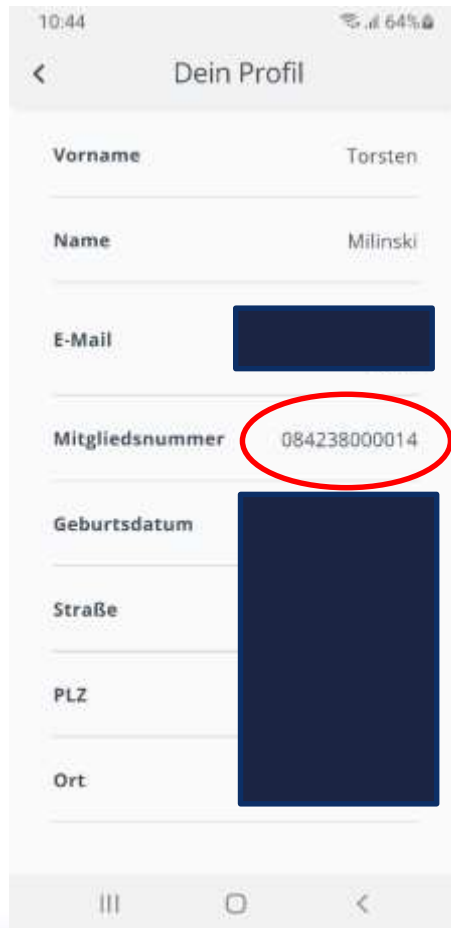 10:44 64%
Dein Profil
Vorname Torsten
Name Milinski
E-Mail
Mitgliedsnummer 084238000014
Geburtsdatum
Straße
PLZ
Ort